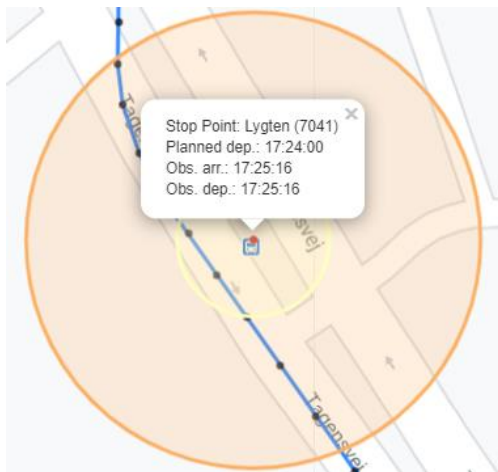 Stop Point: Lygten (7041)
Planned dep.: 17:24:00
Obs. arr.: 17:25:16
Obs. dep.: 17:25:16
Tagensvej